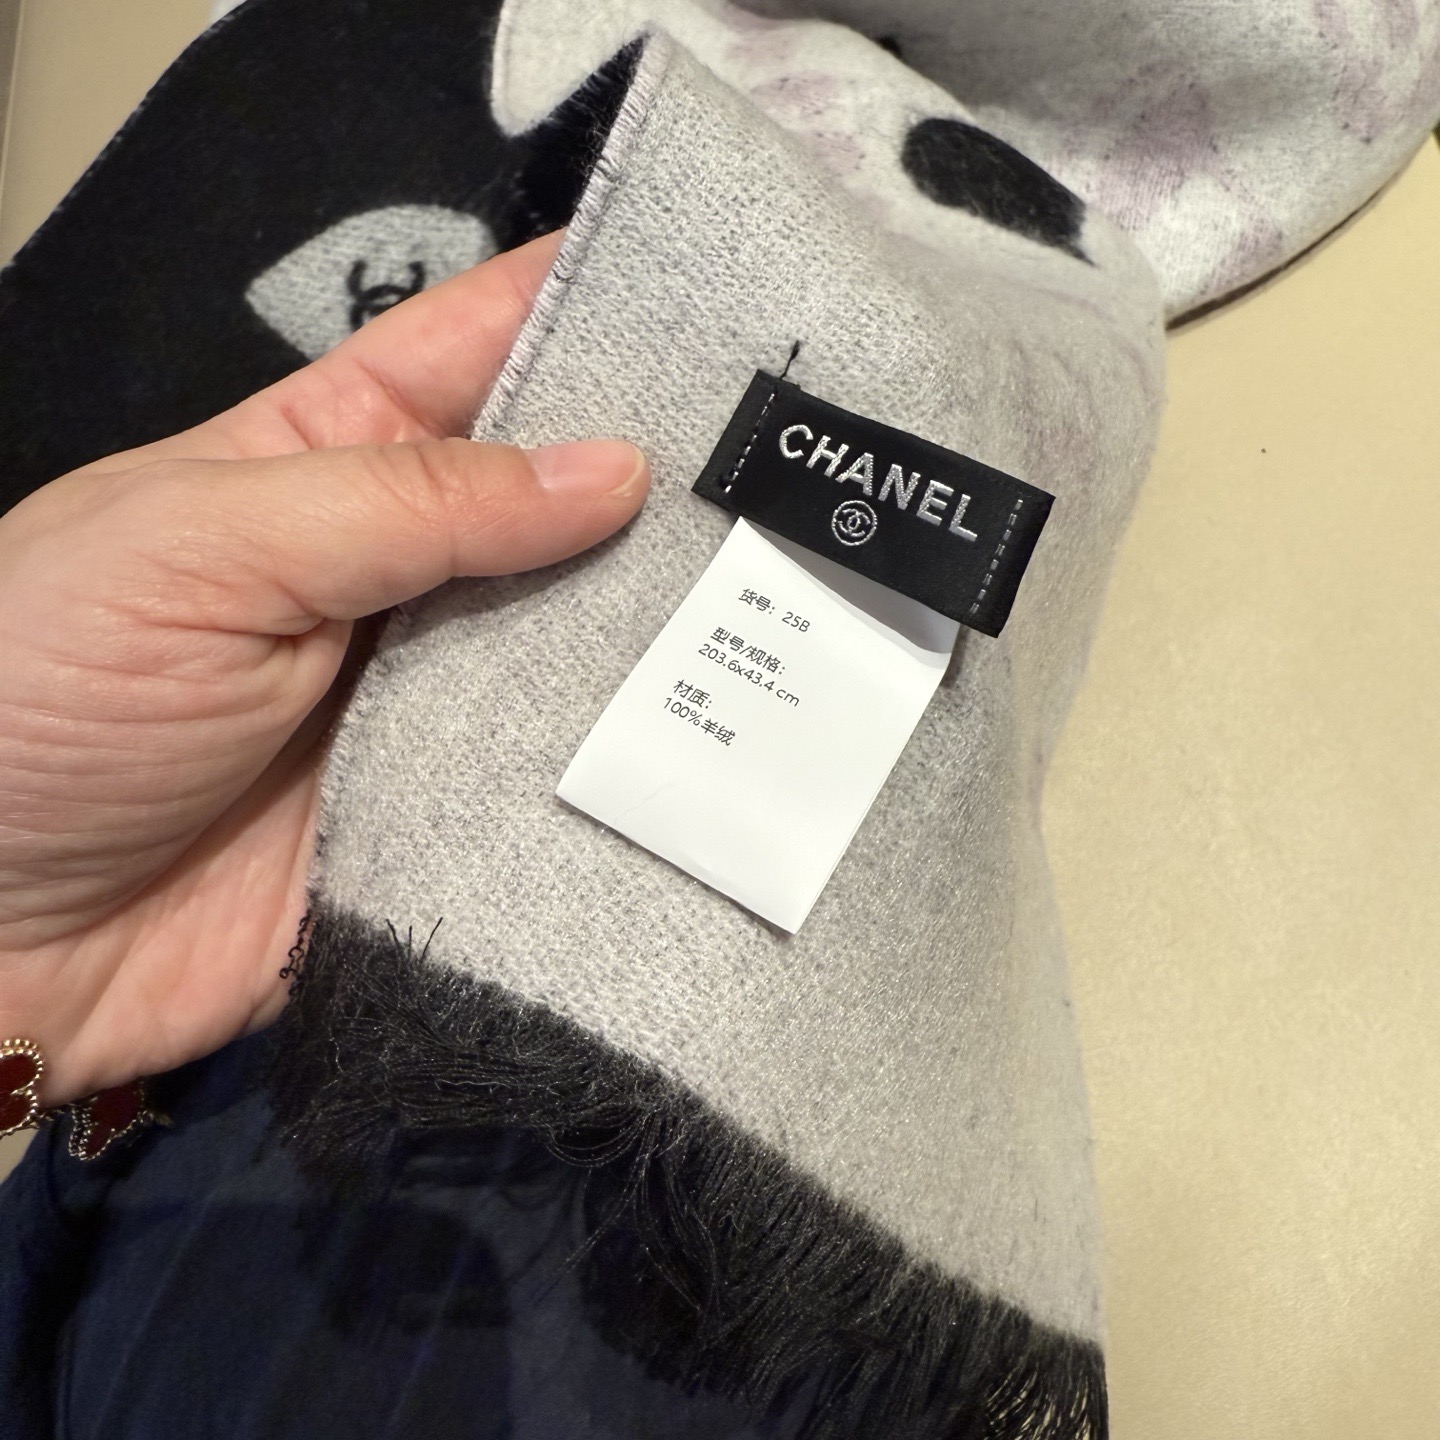 CHANEL
货号：25B
型号/规格：
203.6x43.4 cm
材质：
100%羊绒